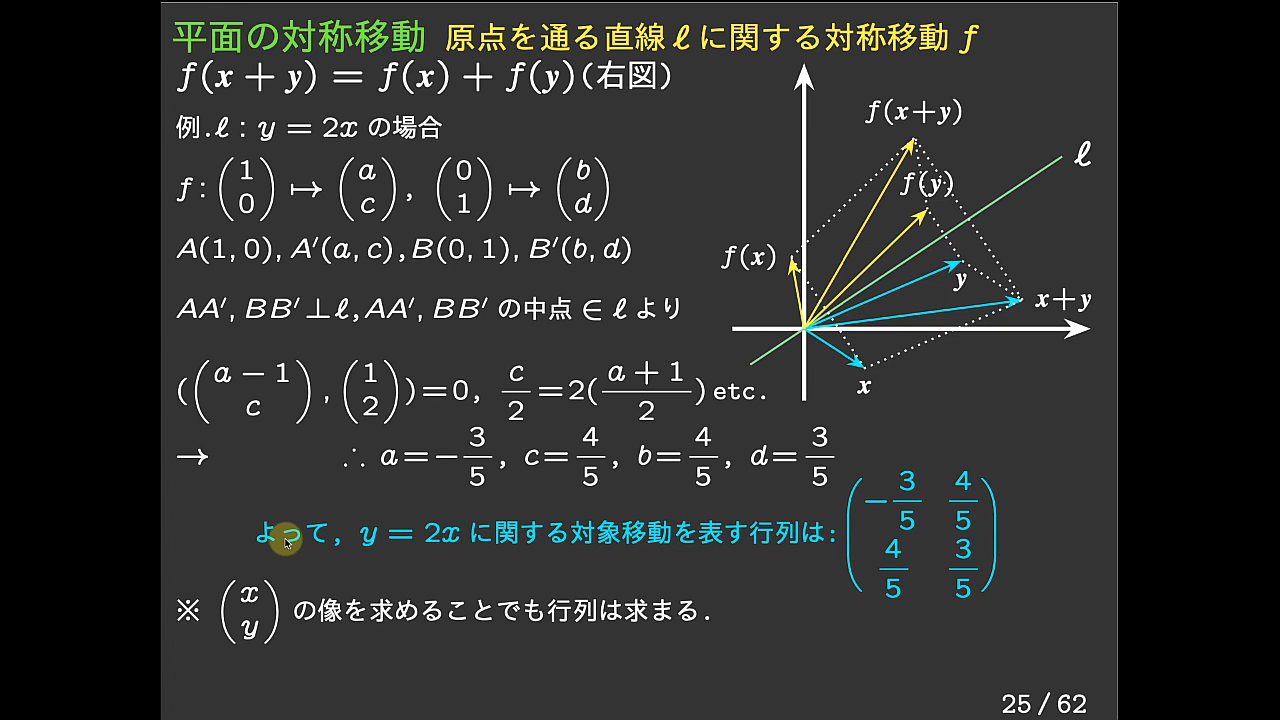 平面の対称移動 原点を通る直線 ℓ に関する対称移動 f
f(x + y) = f(x) + f(y)(右図)
例.ℓ : y = 2x の場合
f : (1 0) ↦ (a c), (0 1) ↦ (b d)
A(1, 0), A′(a, c), B(0, 1), B′(b, d)
AA′, BB′⊥ℓ, AA′, BB′ の中点 ∈ ℓ より
((a − 1 c), (1 2))=0, c/2=2(a + 1/2) etc.
→ ∴ a=−3/5, c=4/5, b=4/5, d=3/5
よって, y = 2x に関する対象移動を表す行列は: (−3/5 4/5 4/5 3/5)
※ (x y) の像を求めることでも行列は求まる.
f(x+y)
ℓ
f(y)
f(x)
y
x+y
x
25 / 62